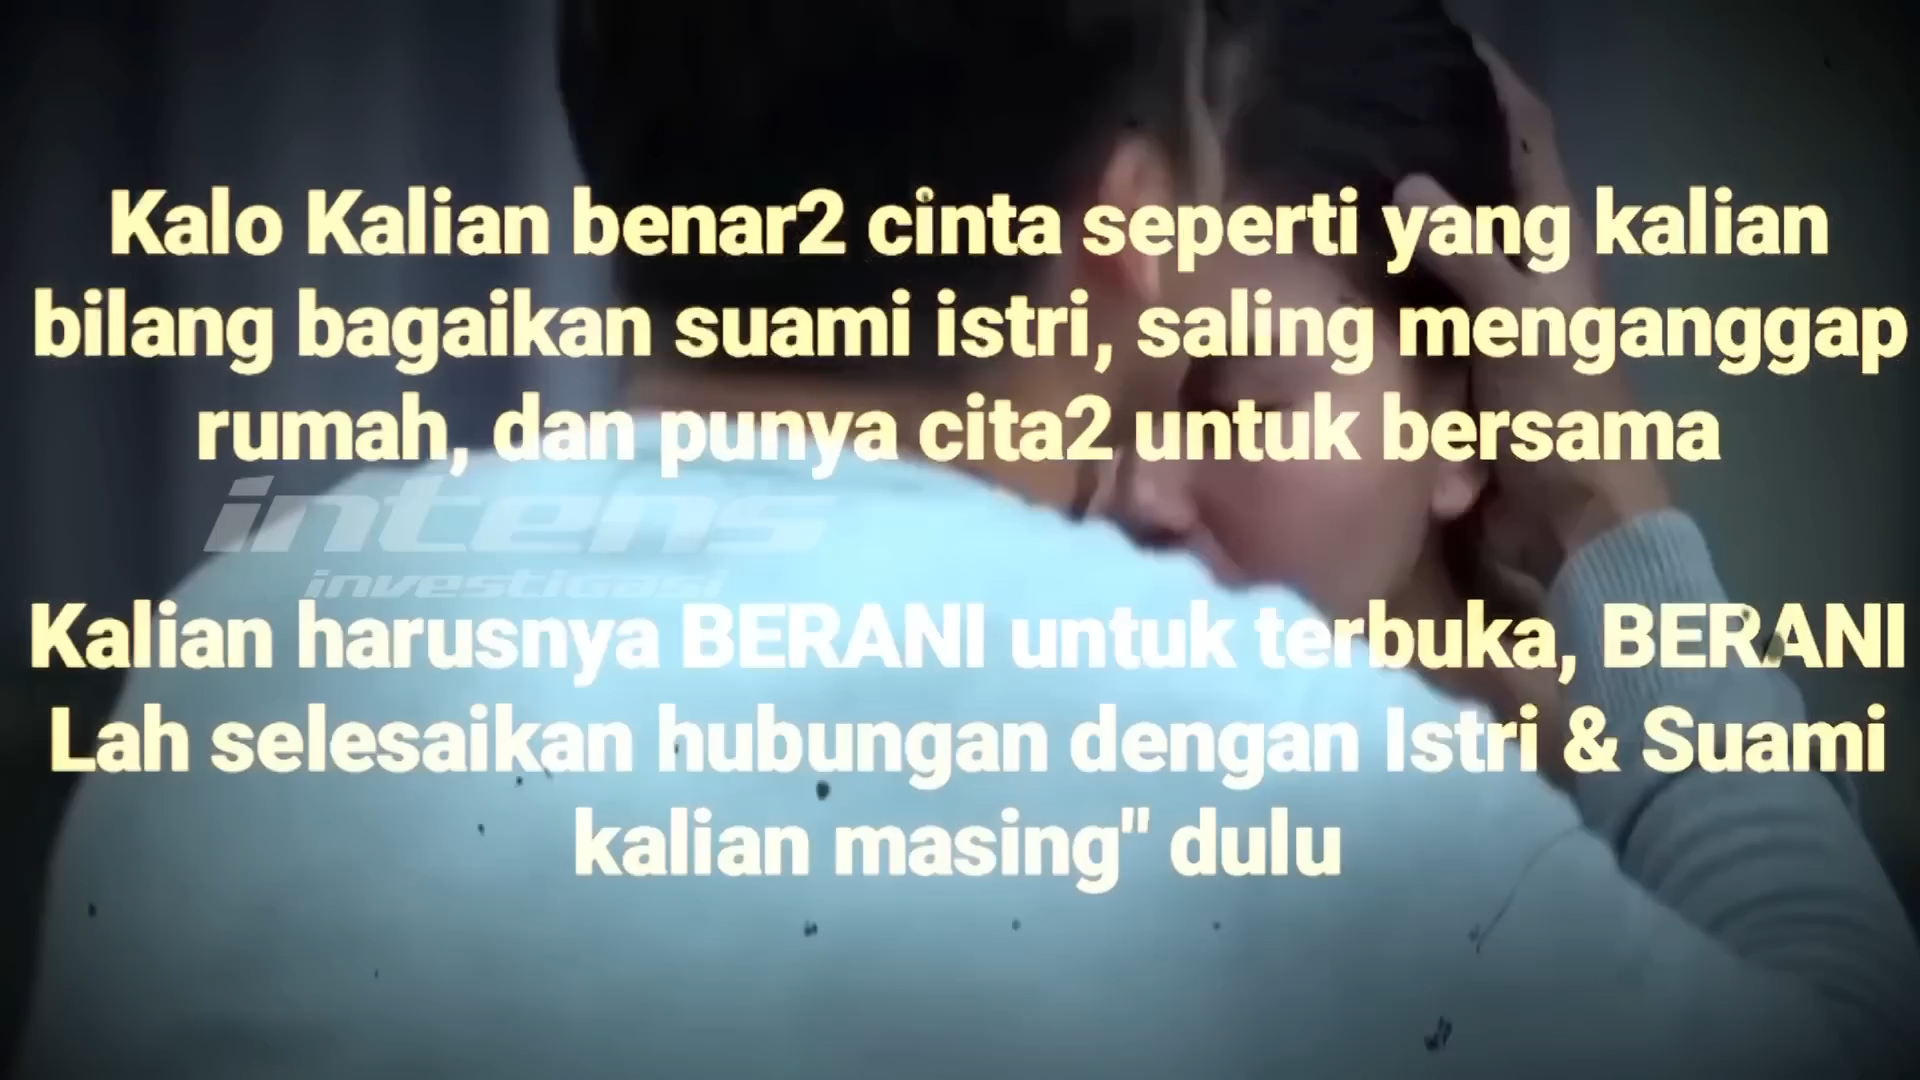 Kalo Kalian benar2 cinta seperti yang kalian
bilang bagaikan suami istri, saling menganggap
rumah, dan punya cita2 untuk bersama
intens
investigasi
Kalian harusnya BERANI untuk terbuka, BERANI
Lah selesaikan hubungan dengan Istri & Suami
kalian masing" dulu